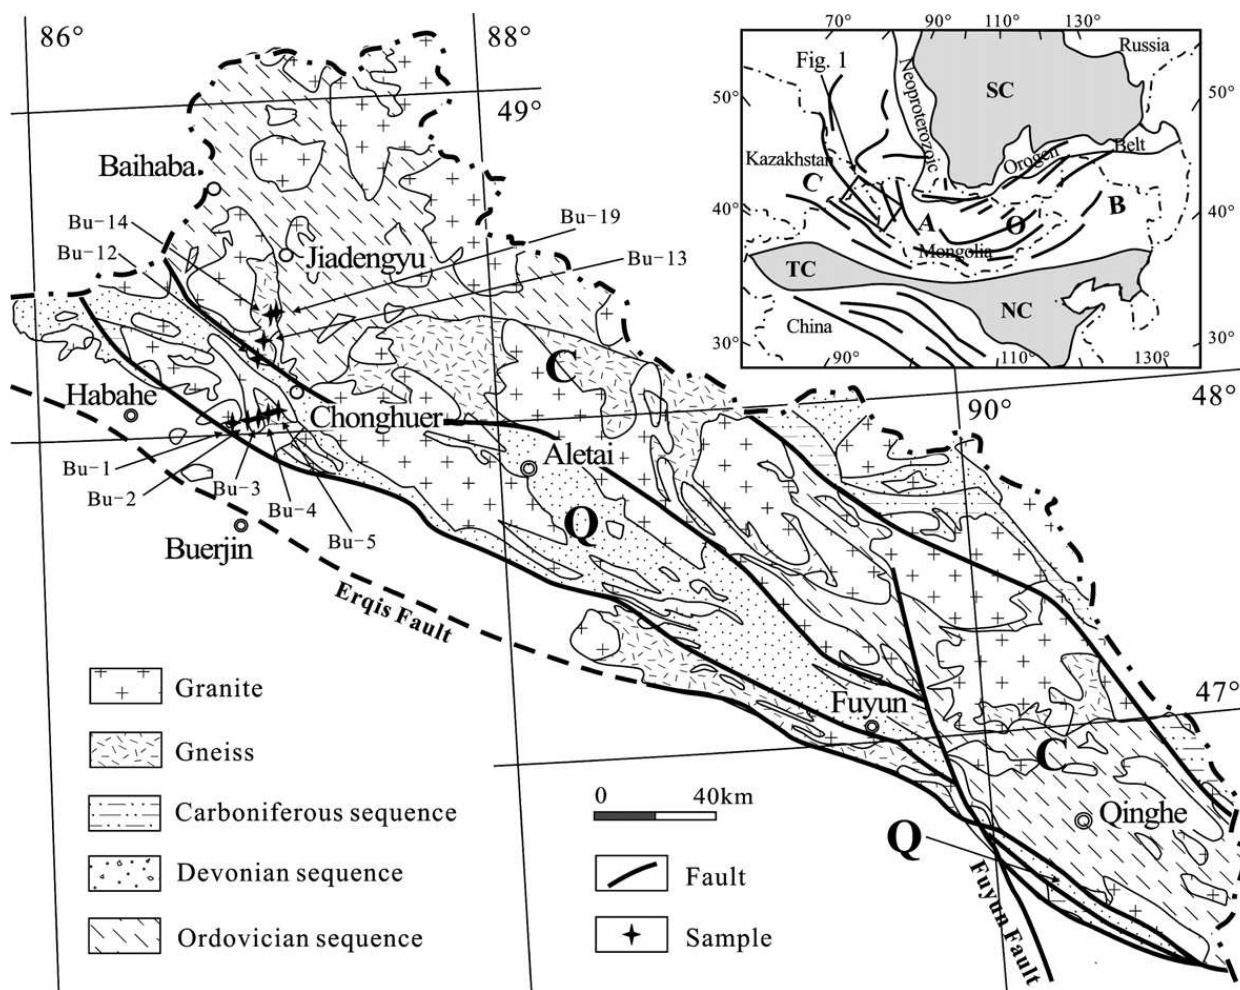 86°
88°
49°
Baihaba
Bu-14
Bu-12
Bu-19
Jiadengyu
Bu-13
C
Habahe
Chonghuer
Aletai
90°
48°
Bu-1
Bu-2
Bu-3
Bu-4
Bu-5
Q
Buerjin
Erqis Fault
47°
Fuyun
C
Qinghe
Q
Fuyun Fault
70°
90°
110°
130°
Fig. 1
Russia
50°
50°
SC
Neoproterozoic
Orogen
Belt
Kazakhstan
C
A
O
B
40°
40°
Mongolia
TC
NC
China
30°
30°
90°
110°
130°
Granite
Gneiss
Carboniferous sequence
Devonian sequence
Ordovician sequence
0 40km
Fault
Sample